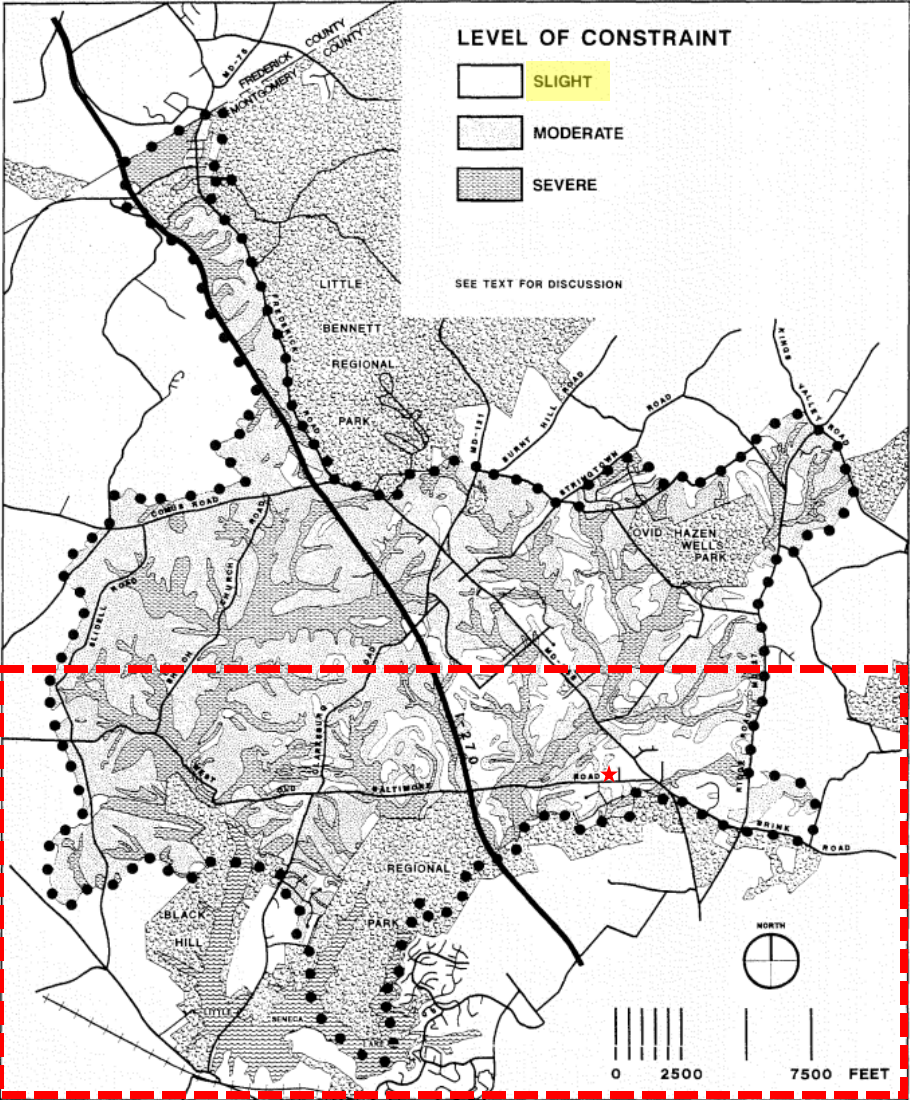 LEVEL OF CONSTRAINT
SLIGHT
MODERATE
SEVERE
SEE TEXT FOR DISCUSSION
MD-75
FREDERICK COUNTY
MONTGOMERY COUNTY
LITTLE
BENNETT
REGIONAL
PARK
FREDERICK
ROAD
MD-121
BURNT HILL ROAD
STRINGTOWN
ROAD
KINGS
VALLEY ROAD
COMUS ROAD
OVID HAZEN
WELLS
PARK
SLIDELL ROAD
CHURCH
ROAD
ROAD
CLARKSBURG
I-270
WEST
OLD
BALTIMORE
ROAD
RIDGE ROAD
BRINK
ROAD
REGIONAL
PARK
BLACK
HILL
LITTLE
SENECA
LAKE
NORTH
0 2500 7500 FEET